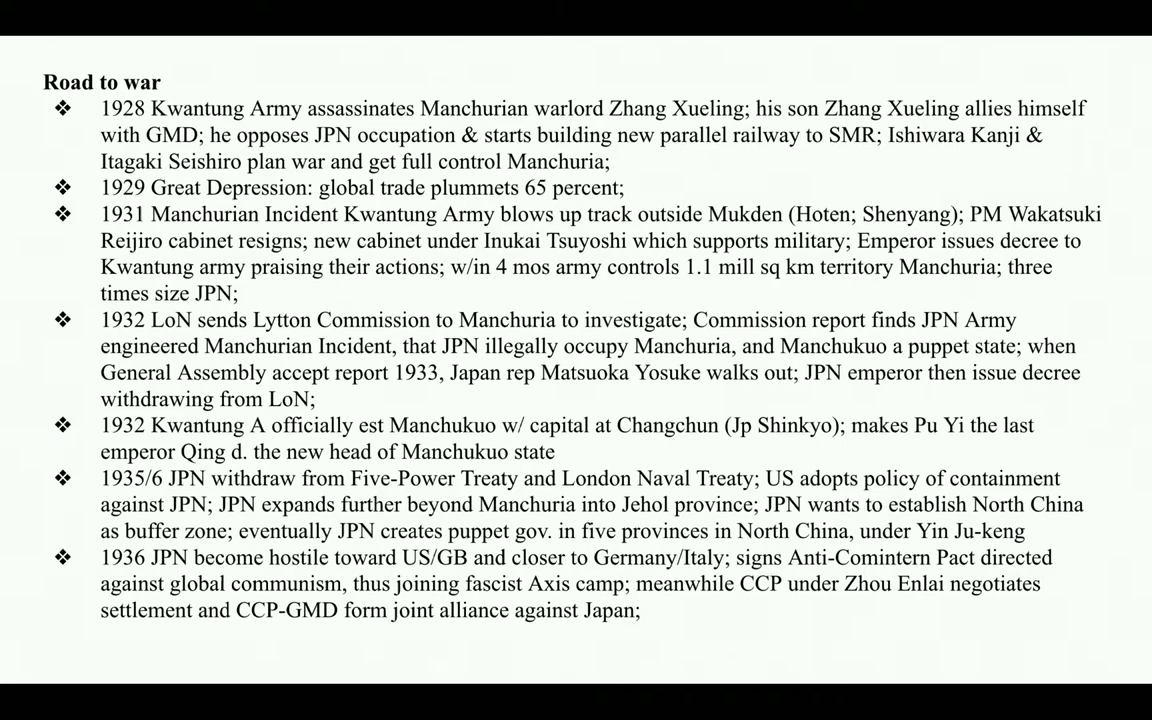 Road to war
❖ 1928 Kwantung Army assassinates Manchurian warlord Zhang Xueling; his son Zhang Xueling allies himself
with GMD; he opposes JPN occupation & starts building new parallel railway to SMR; Ishiwara Kanji &
Itagaki Seishiro plan war and get full control Manchuria;
❖ 1929 Great Depression: global trade plummets 65 percent;
❖ 1931 Manchurian Incident Kwantung Army blows up track outside Mukden (Hoten; Shenyang); PM Wakatsuki
Reijiro cabinet resigns; new cabinet under Inukai Tsuyoshi which supports military; Emperor issues decree to
Kwantung army praising their actions; w/in 4 mos army controls 1.1 mill sq km territory Manchuria; three
times size JPN;
❖ 1932 LoN sends Lytton Commission to Manchuria to investigate; Commission report finds JPN Army
engineered Manchurian Incident, that JPN illegally occupy Manchuria, and Manchukuo a puppet state; when
General Assembly accept report 1933, Japan rep Matsuoka Yosuke walks out; JPN emperor then issue decree
withdrawing from LoN;
❖ 1932 Kwantung A officially est Manchukuo w/ capital at Changchun (Jp Shinkyo); makes Pu Yi the last
emperor Qing d. the new head of Manchukuo state
❖ 1935/6 JPN withdraw from Five-Power Treaty and London Naval Treaty; US adopts policy of containment
against JPN; JPN expands further beyond Manchuria into Jehol province; JPN wants to establish North China
as buffer zone; eventually JPN creates puppet gov. in five provinces in North China, under Yin Ju-keng
❖ 1936 JPN become hostile toward US/GB and closer to Germany/Italy; signs Anti-Comintern Pact directed
against global communism, thus joining fascist Axis camp; meanwhile CCP under Zhou Enlai negotiates
settlement and CCP-GMD form joint alliance against Japan;